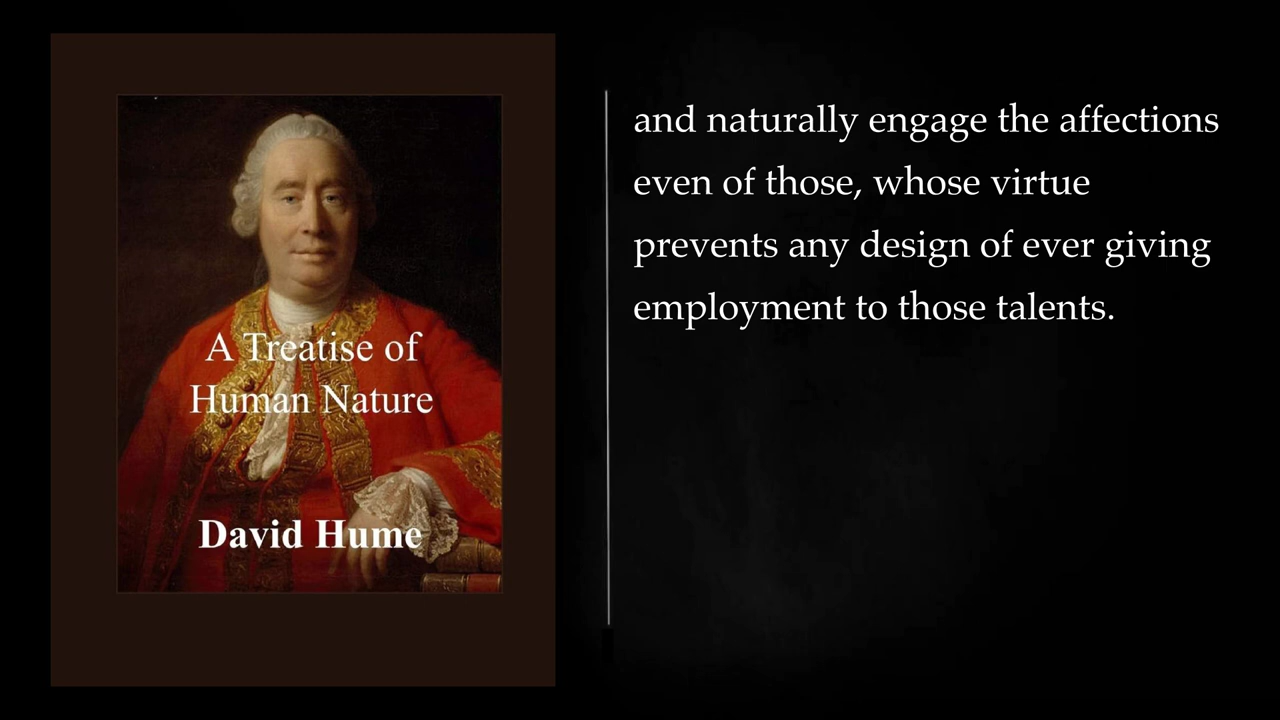 A Treatise of
Human Nature
David Hume
and naturally engage the affections
even of those, whose virtue
prevents any design of ever giving
employment to those talents.